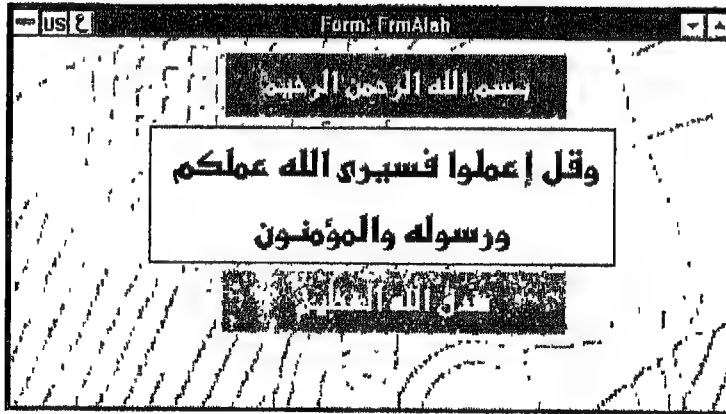 US ع Form: FrmAlah
بسم الله الرحمن الرحيم
وقل إعملوا فسيرى الله عملكم
ورسوله والمؤمنون
صدق الله العظيم